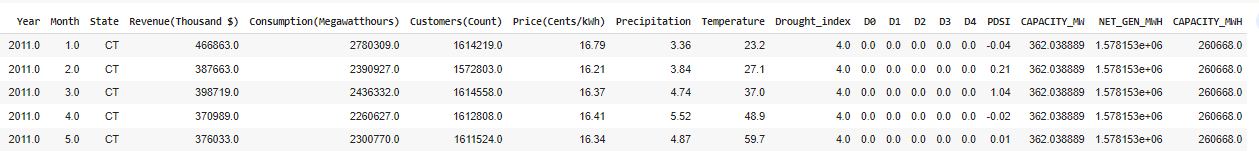 Year Month State Revenue(Thousand $) Consumption(Megawatthours) Customers(Count) Price(Cents/kWh) Precipitation Temperature Drought_index D0 D1 D2 D3 D4 PDSI CAPACITY_MW NET_GEN_MWH CAPACITY_MWH
2011.0 1.0 CT 466863.0 2780309.0 1614219.0 16.79 3.36 23.2 4.0 0.0 0.0 0.0 0.0 0.0 -0.04 362.038889 1.578153e+06 260668.0
2011.0 2.0 CT 387663.0 2390927.0 1572803.0 16.21 3.84 27.1 4.0 0.0 0.0 0.0 0.0 0.0 0.21 362.038889 1.578153e+06 260668.0
2011.0 3.0 CT 398719.0 2436332.0 1614558.0 16.37 4.74 37.0 4.0 0.0 0.0 0.0 0.0 0.0 1.04 362.038889 1.578153e+06 260668.0
2011.0 4.0 CT 370989.0 2260627.0 1612808.0 16.41 5.52 48.9 4.0 0.0 0.0 0.0 0.0 0.0 -0.02 362.038889 1.578153e+06 260668.0
2011.0 5.0 CT 376033.0 2300770.0 1611524.0 16.34 4.87 59.7 4.0 0.0 0.0 0.0 0.0 0.0 0.01 362.038889 1.578153e+06 260668.0